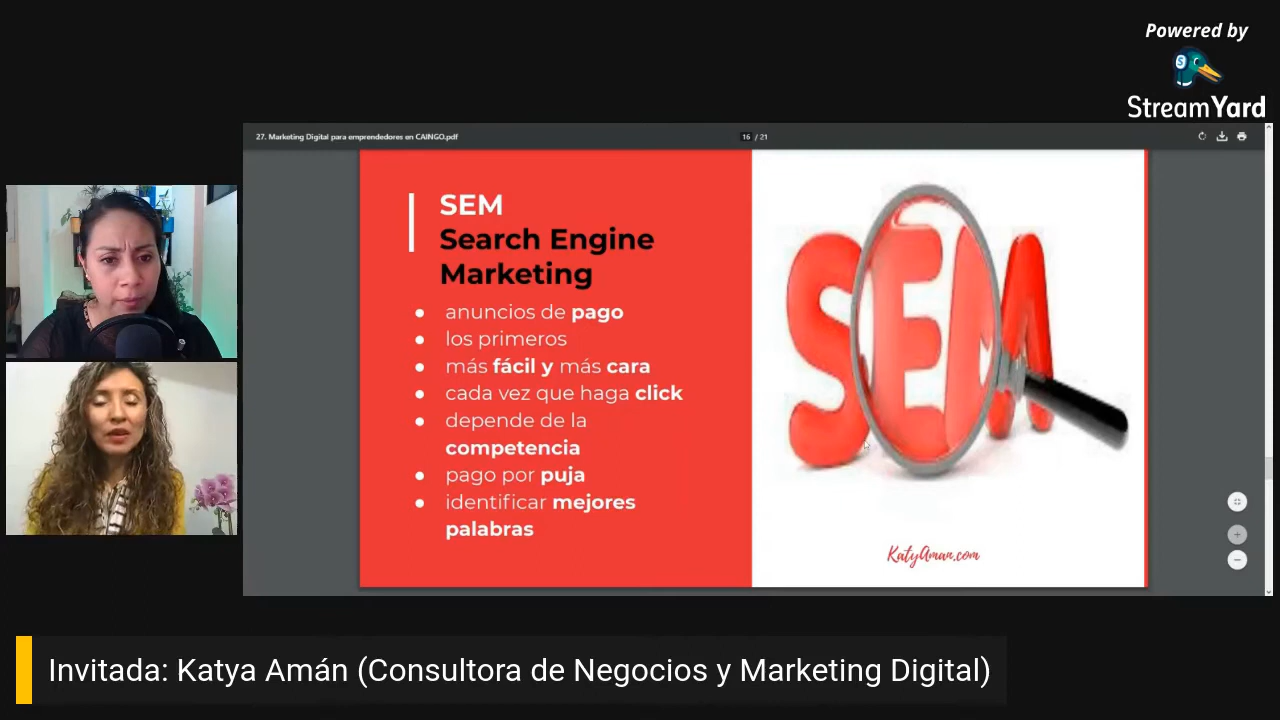 Powered by
StreamYard
27. Marketing Digital para emprendedores en CAINGO.pdf
16 / 21
SEM
Search Engine
Marketing
anuncios de pago
los primeros
más fácil y más cara
cada vez que haga click
depende de la
competencia
pago por puja
identificar mejores
palabras
SEM
KatyAman.com
Invitada: Katya Amán (Consultora de Negocios y Marketing Digital)